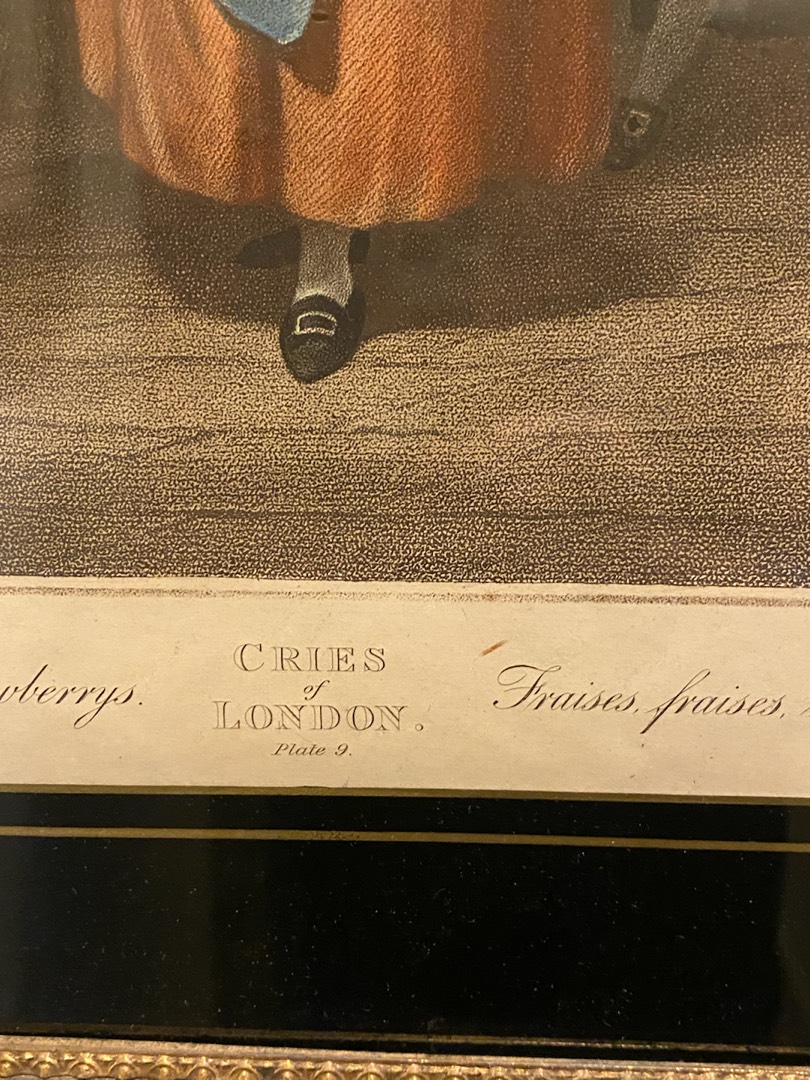 wberrys.
CRIES
of
LONDON.
Plate 9.
Fraises, fraises,